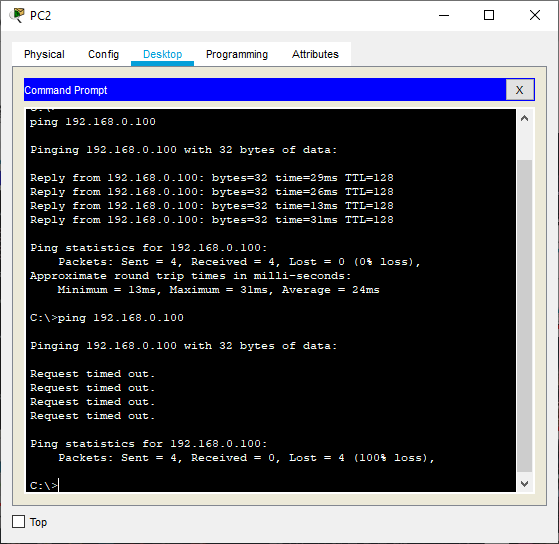 PC2
Physical Config Desktop Programming Attributes
Command Prompt X
C:\>
ping 192.168.0.100
Pinging 192.168.0.100 with 32 bytes of data:
Reply from 192.168.0.100: bytes=32 time=29ms TTL=128
Reply from 192.168.0.100: bytes=32 time=26ms TTL=128
Reply from 192.168.0.100: bytes=32 time=13ms TTL=128
Reply from 192.168.0.100: bytes=32 time=31ms TTL=128
Ping statistics for 192.168.0.100:
Packets: Sent = 4, Received = 4, Lost = 0 (0% loss),
Approximate round trip times in milli-seconds:
Minimum = 13ms, Maximum = 31ms, Average = 24ms
C:\>ping 192.168.0.100
Pinging 192.168.0.100 with 32 bytes of data:
Request timed out.
Request timed out.
Request timed out.
Request timed out.
Ping statistics for 192.168.0.100:
Packets: Sent = 4, Received = 0, Lost = 4 (100% loss),
C:\>
Top